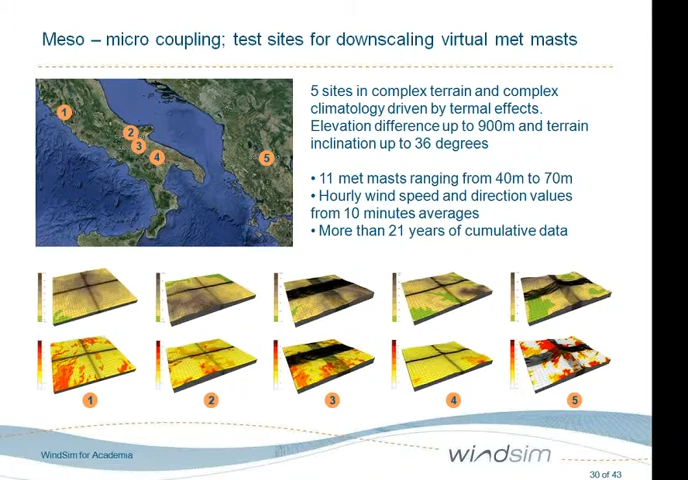 Meso – micro coupling; test sites for downscaling virtual met masts
1
2
3
4
5
5 sites in complex terrain and complex
climatology driven by termal effects.
Elevation difference up to 900m and terrain
inclination up to 36 degrees
• 11 met masts ranging from 40m to 70m
• Hourly wind speed and direction values
from 10 minutes averages
• More than 21 years of cumulative data
1
2
3
4
5
WindSim for Academia
windsim
30 of 43